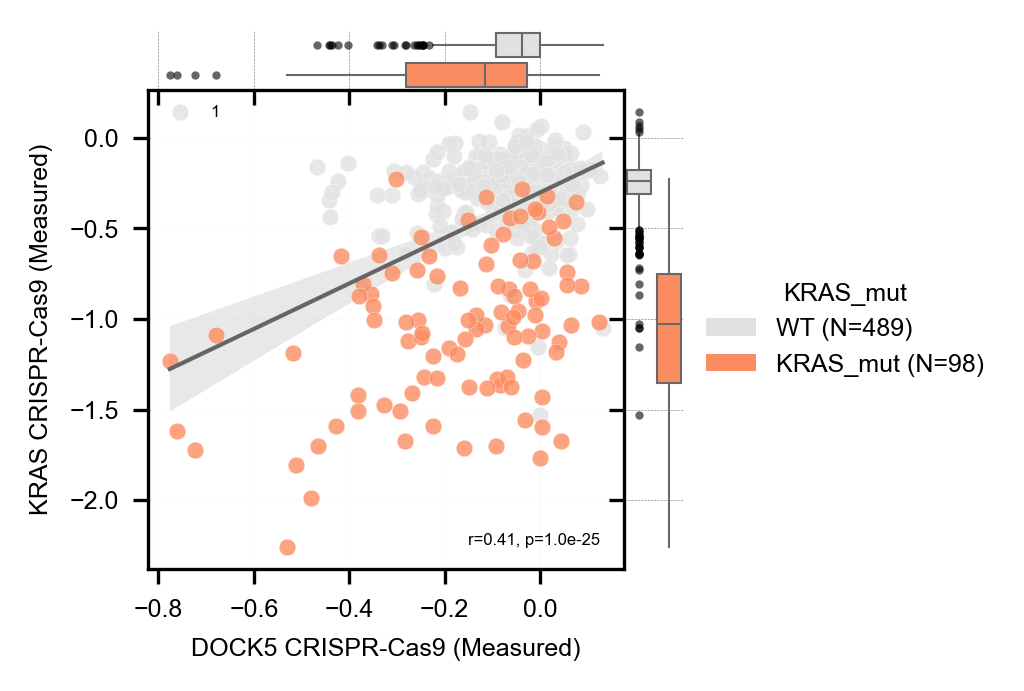 1
0.0
−0.5
−1.0
−1.5
−2.0
KRAS CRISPR-Cas9 (Measured)
r=0.41, p=1.0e-25
−0.8
−0.6
−0.4
−0.2
0.0
DOCK5 CRISPR-Cas9 (Measured)
KRAS_mut
WT (N=489)
KRAS_mut (N=98)